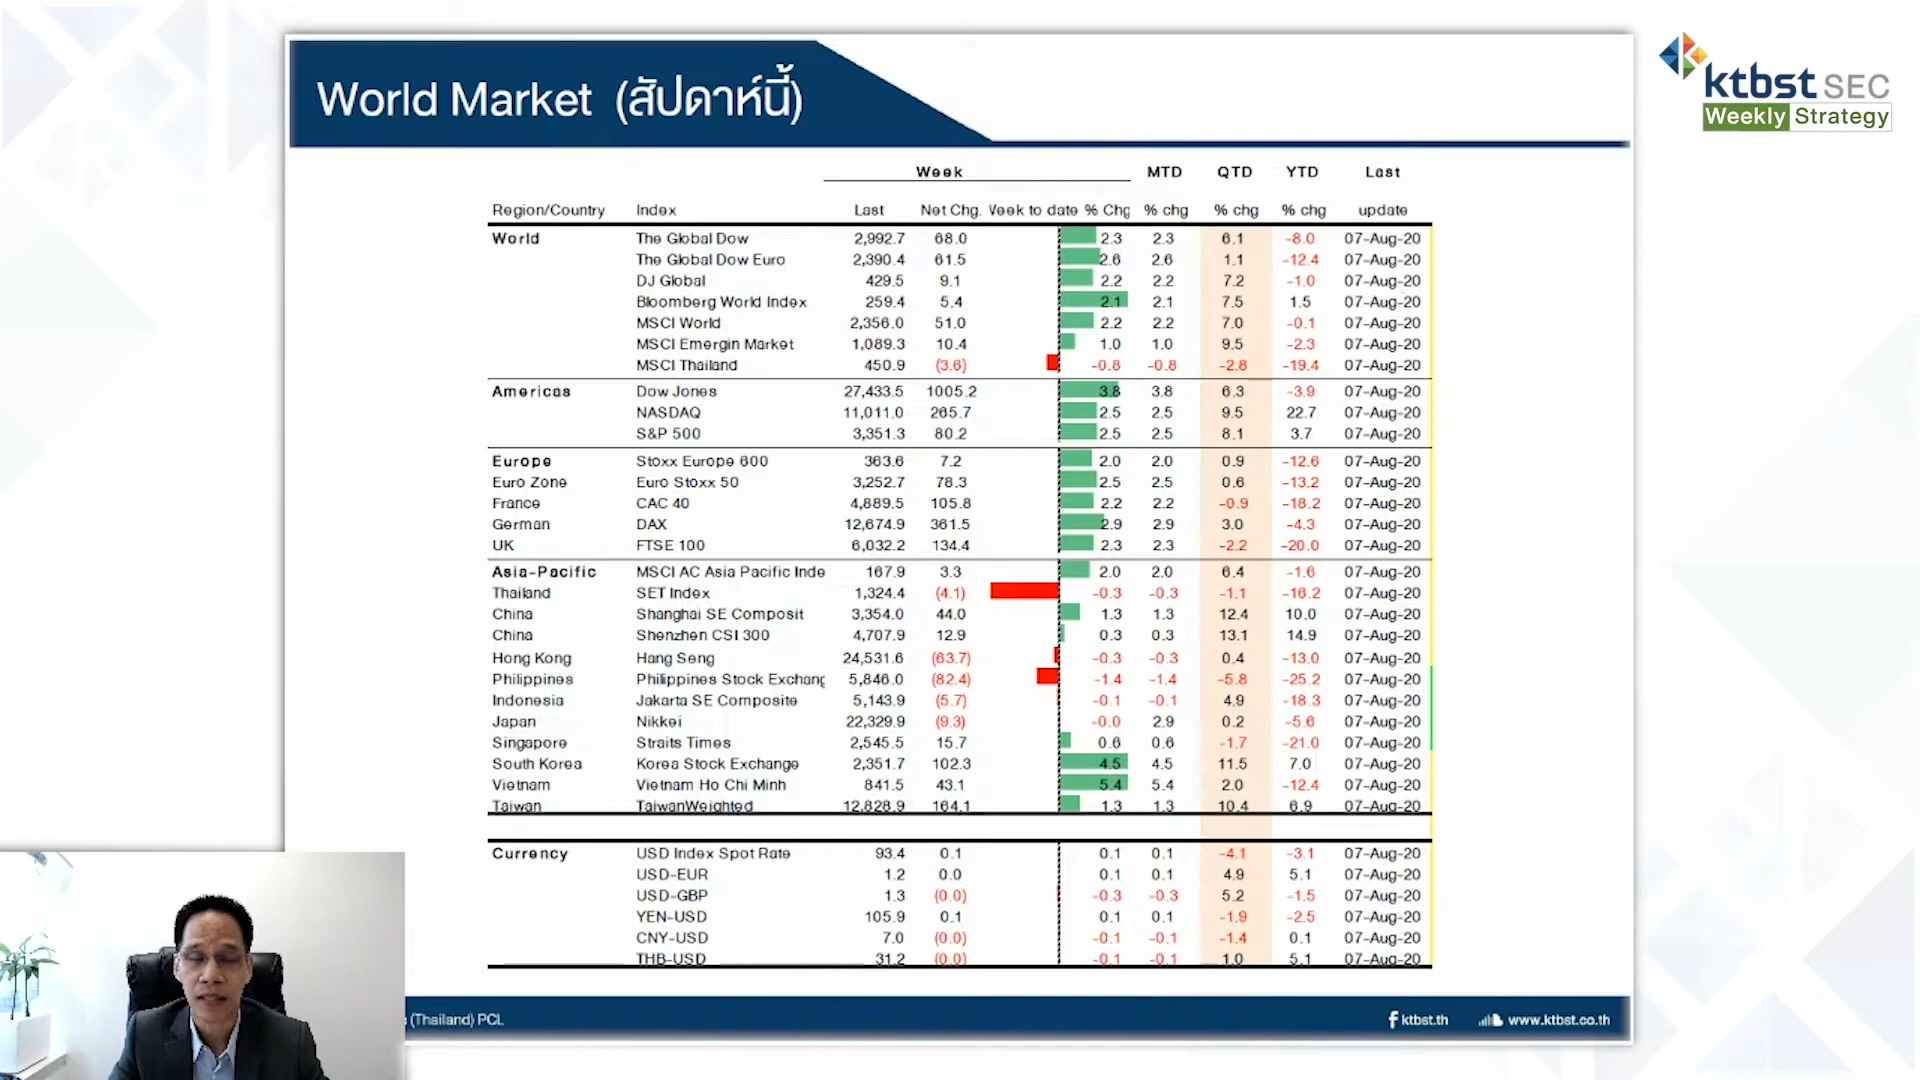 World Market (สัปดาห์นี้)
ktbst SEC
Weekly Strategy
Week MTD QTD YTD Last
Region/Country Index Last Net Chg. Week to date % Chg % chg % chg % chg update
World The Global Dow 2,992.7 68.0 2.3 2.3 6.1 -8.0 07-Aug-20
The Global Dow Euro 2,390.4 61.5 2.6 2.6 1.1 -12.4 07-Aug-20
DJ Global 429.5 9.1 2.2 2.2 7.2 -1.0 07-Aug-20
Bloomberg World Index 259.4 5.4 2.1 2.1 7.5 1.5 07-Aug-20
MSCI World 2,356.0 51.0 2.2 2.2 7.0 -0.1 07-Aug-20
MSCI Emergin Market 1,089.3 10.4 1.0 1.0 9.5 -2.3 07-Aug-20
MSCI Thailand 450.9 (3.6) -0.8 -0.8 -2.8 -19.4 07-Aug-20
Americas Dow Jones 27,433.5 1005.2 3.8 3.8 6.3 -3.9 07-Aug-20
NASDAQ 11,011.0 265.7 2.5 2.5 9.5 22.7 07-Aug-20
S&P 500 3,351.3 80.2 2.5 2.5 8.1 3.7 07-Aug-20
Europe Stoxx Europe 600 363.6 7.2 2.0 2.0 0.9 -12.6 07-Aug-20
Euro Zone Euro Stoxx 50 3,252.7 78.3 2.5 2.5 0.6 -13.2 07-Aug-20
France CAC 40 4,889.5 105.8 2.2 2.2 -0.9 -18.2 07-Aug-20
German DAX 12,674.9 361.5 2.9 2.9 3.0 -4.3 07-Aug-20
UK FTSE 100 6,032.2 134.4 2.3 2.3 -2.2 -20.0 07-Aug-20
Asia-Pacific MSCI AC Asia Pacific Inde 167.9 3.3 2.0 2.0 6.4 -1.6 07-Aug-20
Thailand SET Index 1,324.4 (4.1) -0.3 -0.3 -1.1 -16.2 07-Aug-20
China Shanghai SE Composit 3,354.0 44.0 1.3 1.3 12.4 10.0 07-Aug-20
China Shenzhen CSI 300 4,707.9 12.9 0.3 0.3 13.1 14.9 07-Aug-20
Hong Kong Hang Seng 24,531.6 (63.7) -0.3 -0.3 0.4 -13.0 07-Aug-20
Philippines Philippines Stock Exchang 5,846.0 (82.4) -1.4 -1.4 -5.8 -25.2 07-Aug-20
Indonesia Jakarta SE Composite 5,143.9 (5.7) -0.1 -0.1 4.9 -18.3 07-Aug-20
Japan Nikkei 22,329.9 (9.3) -0.0 2.9 0.2 -5.6 07-Aug-20
Singapore Straits Times 2,545.5 15.7 0.6 0.6 -1.7 -21.0 07-Aug-20
South Korea Korea Stock Exchange 2,351.7 102.3 4.5 4.5 11.5 7.0 07-Aug-20
Vietnam Vietnam Ho Chi Minh 841.5 43.1 5.4 5.4 2.0 -12.4 07-Aug-20
Taiwan TaiwanWeighted 12,828.9 164.1 1.3 1.3 10.4 6.9 07-Aug-20
Currency USD Index Spot Rate 93.4 0.1 0.1 0.1 -4.1 -3.1 07-Aug-20
USD-EUR 1.2 0.0 0.1 0.1 4.9 5.1 07-Aug-20
USD-GBP 1.3 (0.0) -0.3 -0.3 5.2 -1.5 07-Aug-20
YEN-USD 105.9 0.1 0.1 0.1 -1.9 -2.5 07-Aug-20
CNY-USD 7.0 (0.0) -0.1 -0.1 -1.4 0.1 07-Aug-20
THB-USD 31.2 (0.0) -0.1 -0.1 1.0 5.1 07-Aug-20
(Thailand) PCL
ktbst.th www.ktbst.co.th